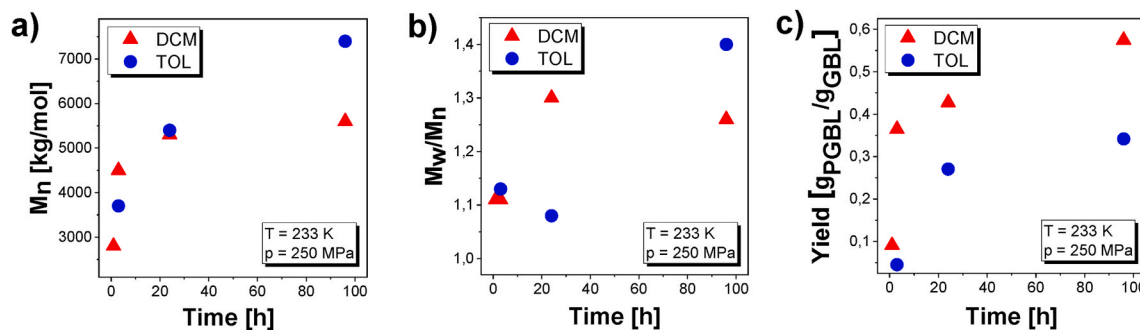 a)
DCM
TOL
7000
6000
5000
4000
3000
Mn [kg/mol]
T = 233 K
p = 250 MPa
0 20 40 60 80 100
Time [h]
b)
DCM
TOL
1,4
1,3
1,2
1,1
1,0
Mw/Mn
T = 233 K
p = 250 MPa
0 20 40 60 80 100
Time [h]
c)
DCM
TOL
0,6
0,5
0,4
0,3
0,2
0,1
Yield [gPGBL/gGBL]
T = 233 K
p = 250 MPa
0 20 40 60 80 100
Time [h]